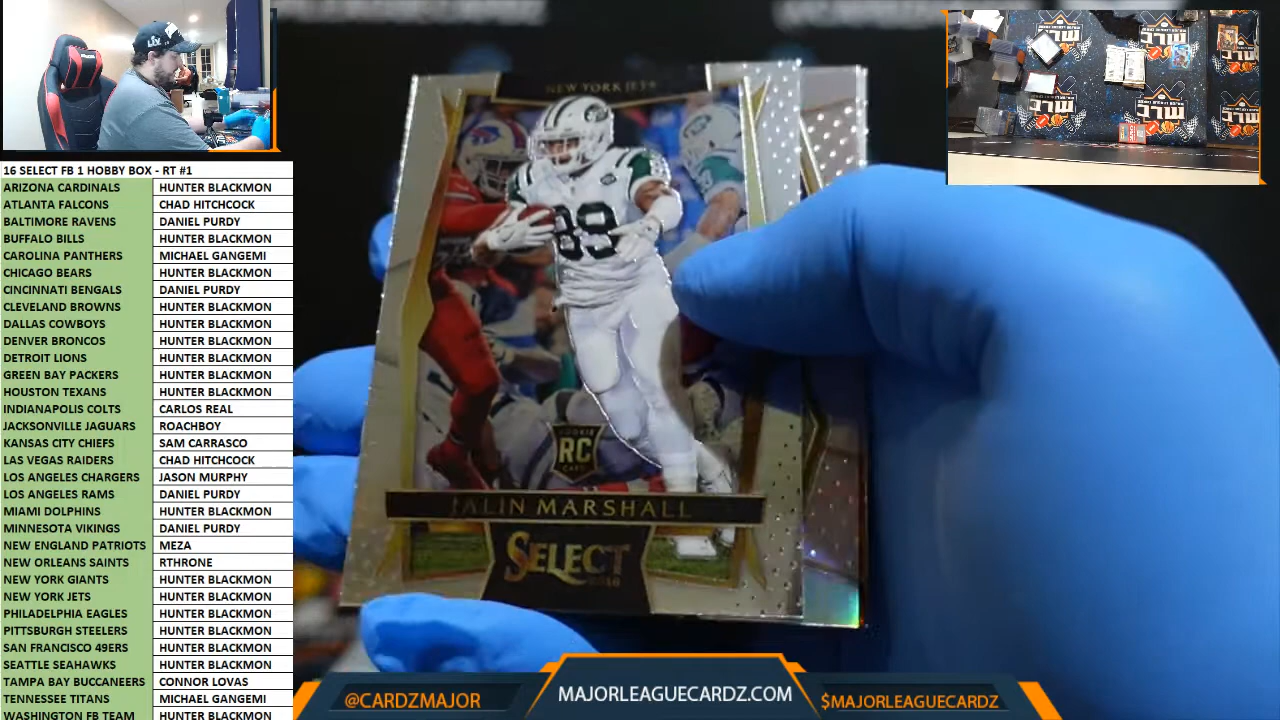 16 SELECT FB 1 HOBBY BOX - RT #1
ARIZONA CARDINALS HUNTER BLACKMON
ATLANTA FALCONS CHAD HITCHCOCK
BALTIMORE RAVENS DANIEL PURDY
BUFFALO BILLS HUNTER BLACKMON
CAROLINA PANTHERS MICHAEL GANGEMI
CHICAGO BEARS HUNTER BLACKMON
CINCINNATI BENGALS DANIEL PURDY
CLEVELAND BROWNS HUNTER BLACKMON
DALLAS COWBOYS HUNTER BLACKMON
DENVER BRONCOS HUNTER BLACKMON
DETROIT LIONS HUNTER BLACKMON
GREEN BAY PACKERS HUNTER BLACKMON
HOUSTON TEXANS HUNTER BLACKMON
INDIANAPOLIS COLTS CARLOS REAL
JACKSONVILLE JAGUARS ROACHBOY
KANSAS CITY CHIEFS SAM CARRASCO
LAS VEGAS RAIDERS CHAD HITCHCOCK
LOS ANGELES CHARGERS JASON MURPHY
LOS ANGELES RAMS DANIEL PURDY
MIAMI DOLPHINS HUNTER BLACKMON
MINNESOTA VIKINGS DANIEL PURDY
NEW ENGLAND PATRIOTS MEZA
NEW ORLEANS SAINTS RTHRONE
NEW YORK GIANTS HUNTER BLACKMON
NEW YORK JETS HUNTER BLACKMON
PHILADELPHIA EAGLES HUNTER BLACKMON
PITTSBURGH STEELERS HUNTER BLACKMON
SAN FRANCISCO 49ERS HUNTER BLACKMON
SEATTLE SEAHAWKS HUNTER BLACKMON
TAMPA BAY BUCCANEERS CONNOR LOVAS
TENNESSEE TITANS MICHAEL GANGEMI
WASHINGTON FB TEAM HUNTER BLACKMON
NEW YORK JETS
89
ROOKIE
RC
CARD
JALIN MARSHALL
SELECT
2016
@CARDZMAJOR
MAJORLEAGUECARDZ.COM
$MAJORLEAGUECARDZ